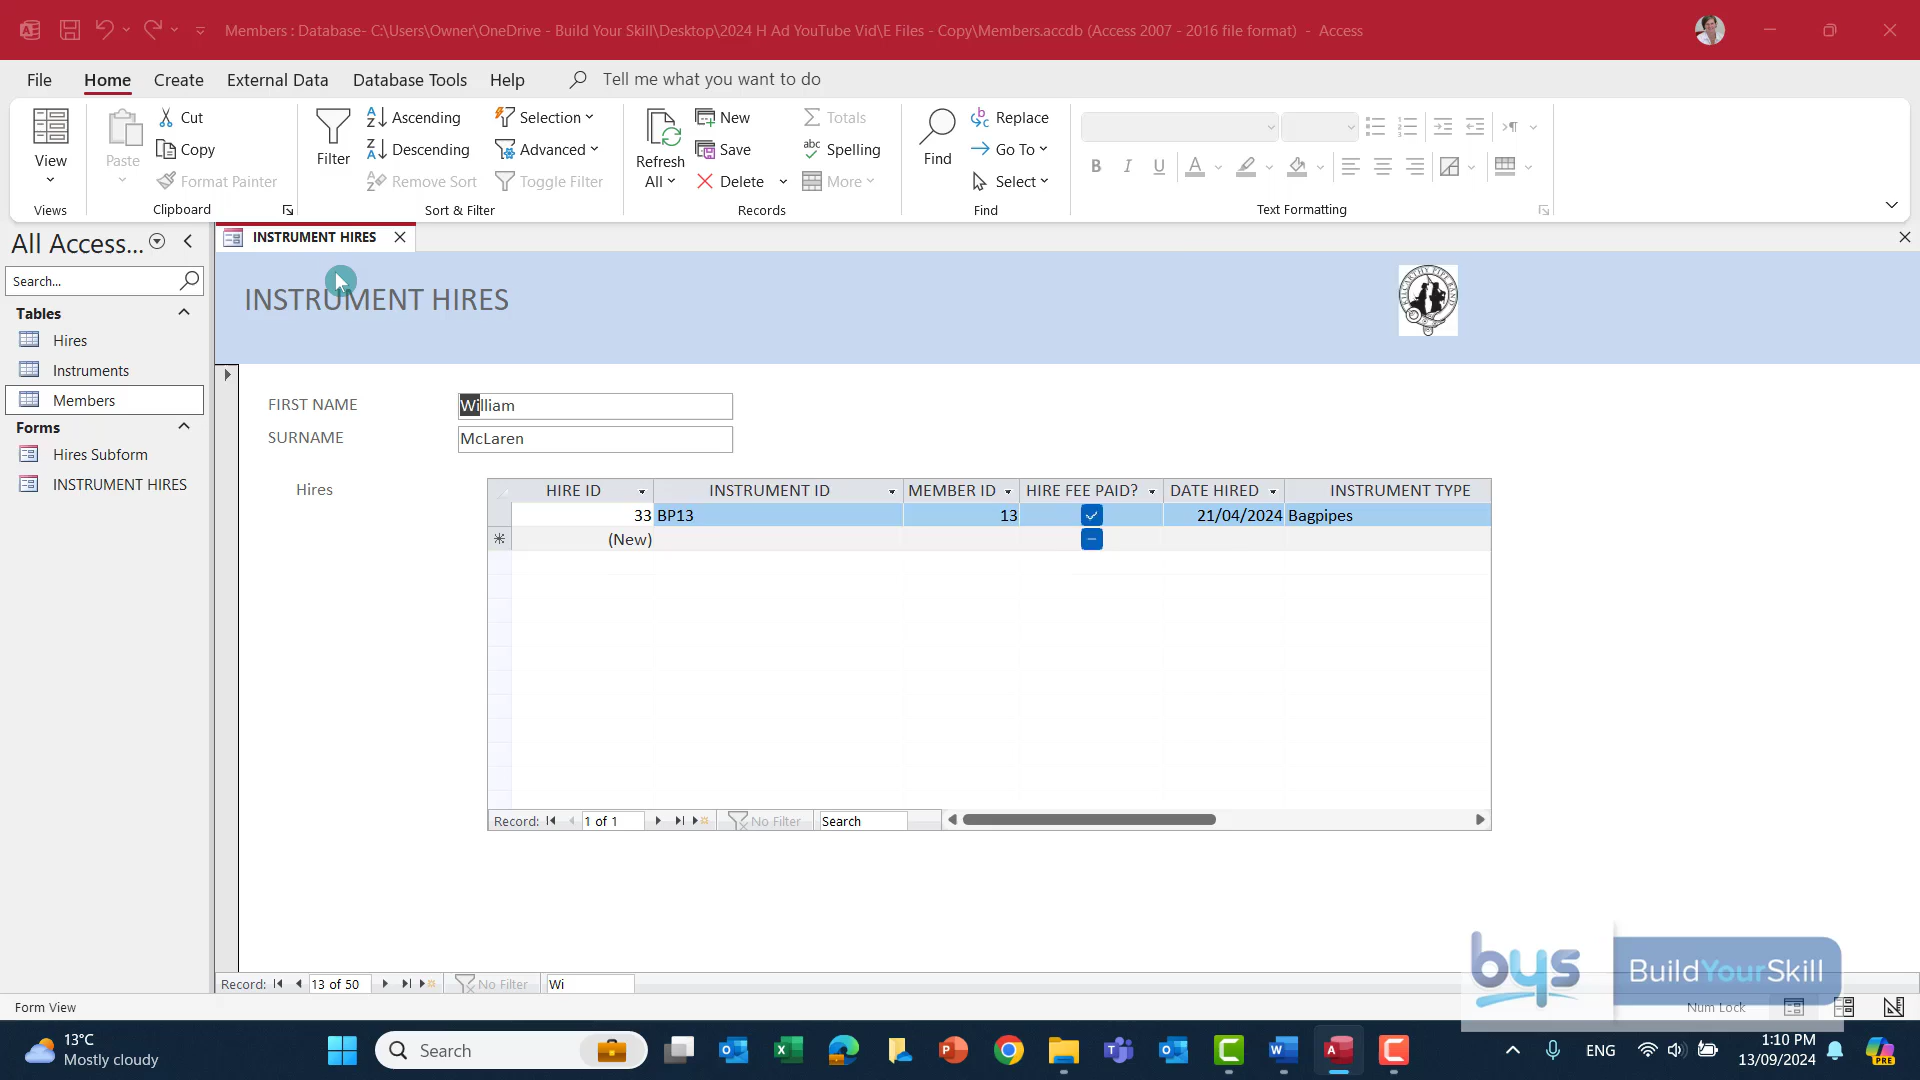 Members : Database- C:\Users\Owner\OneDrive - Build Your Skill\Desktop\2024 H Ad YouTube Vid\E Files - Copy\Members.accdb (Access 2007 - 2016 file format) - Access
File Home Create External Data Database Tools Help Tell me what you want to do
View
Views
Paste
Cut
Copy
Format Painter
Clipboard
Filter
Ascending
Descending
Remove Sort
Selection
Advanced
Toggle Filter
Sort & Filter
Refresh All
New
Save
Delete
Totals
Spelling
More
Records
Find
Replace
Go To
Select
Find
B I U A
Text Formatting
All Access...
Search...
Tables
Hires
Instruments
Members
Forms
Hires Subform
INSTRUMENT HIRES
INSTRUMENT HIRES
INSTRUMENT HIRES
FIRST NAME William
SURNAME McLaren
Hires
HIRE ID INSTRUMENT ID MEMBER ID HIRE FEE PAID? DATE HIRED INSTRUMENT TYPE
33 BP13 13 21/04/2024 Bagpipes
(New)
Record: 1 of 1 No Filter Search
Record: 13 of 50 No Filter Wi
bys BuildYourSkill
Form View Num Lock
13°C
Mostly cloudy
Search
ENG
1:10 PM
13/09/2024
PRE